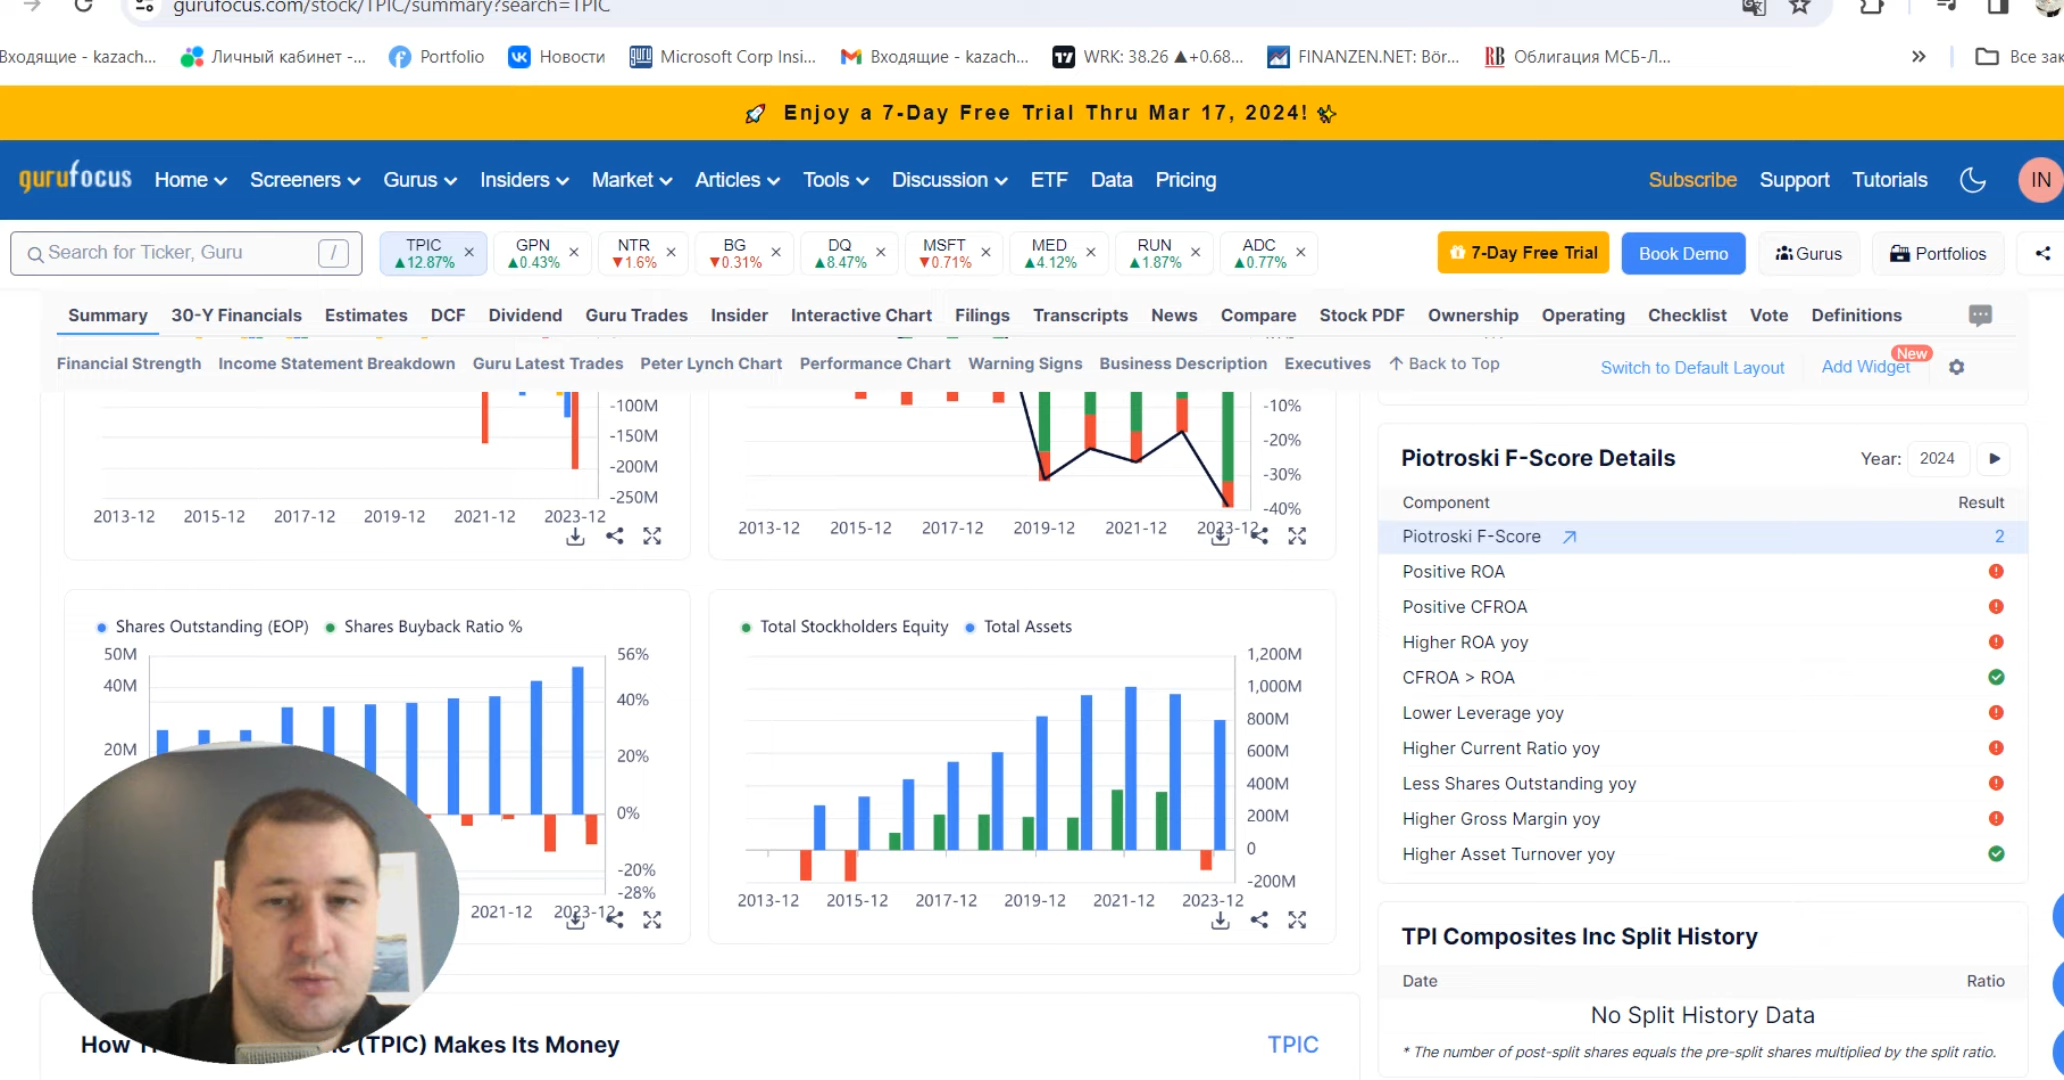 gurufocus.com/stock/TPIC/summary?search=TPIC
Входящие - kazach...
Личный кабинет -...
Portfolio
Новости
Microsoft Corp Insi...
Входящие - kazach...
WRK: 38.26 ▲+0.68...
FINANZEN.NET: Bör...
Облигация МСБ-Л...
»
Все зак
Enjoy a 7-Day Free Trial Thru Mar 17, 2024!
gurufocus
Home
Screeners
Gurus
Insiders
Market
Articles
Tools
Discussion
ETF
Data
Pricing
Subscribe
Support
Tutorials
IN
Search for Ticker, Guru
/
TPIC
▲12.87%
GPN
▲0.43%
NTR
▼1.6%
BG
▼0.31%
DQ
▲8.47%
MSFT
▼0.71%
MED
▲4.12%
RUN
▲1.87%
ADC
▲0.77%
7-Day Free Trial
Book Demo
Gurus
Portfolios
Summary
30-Y Financials
Estimates
DCF
Dividend
Guru Trades
Insider
Interactive Chart
Filings
Transcripts
News
Compare
Stock PDF
Ownership
Operating
Checklist
Vote
Definitions
Financial Strength
Income Statement Breakdown
Guru Latest Trades
Peter Lynch Chart
Performance Chart
Warning Signs
Business Description
Executives
Back to Top
Switch to Default Layout
Add Widget
New
-100M
-150M
-200M
-250M
2013-12
2015-12
2017-12
2019-12
2021-12
2023-12
-10%
-20%
-30%
-40%
2013-12
2015-12
2017-12
2019-12
2021-12
2023-12
Shares Outstanding (EOP)
Shares Buyback Ratio %
50M
40M
20M
56%
40%
20%
0%
-20%
-28%
2021-12
2023-12
Total Stockholders Equity
Total Assets
1,200M
1,000M
800M
600M
400M
200M
0
-200M
2013-12
2015-12
2017-12
2019-12
2021-12
2023-12
How
(TPIC) Makes Its Money
TPIC
Piotroski F-Score Details
Year:
2024
Component
Result
Piotroski F-Score
2
Positive ROA
Positive CFROA
Higher ROA yoy
CFROA > ROA
Lower Leverage yoy
Higher Current Ratio yoy
Less Shares Outstanding yoy
Higher Gross Margin yoy
Higher Asset Turnover yoy
TPI Composites Inc Split History
Date
Ratio
No Split History Data
* The number of post-split shares equals the pre-split shares multiplied by the split ratio.